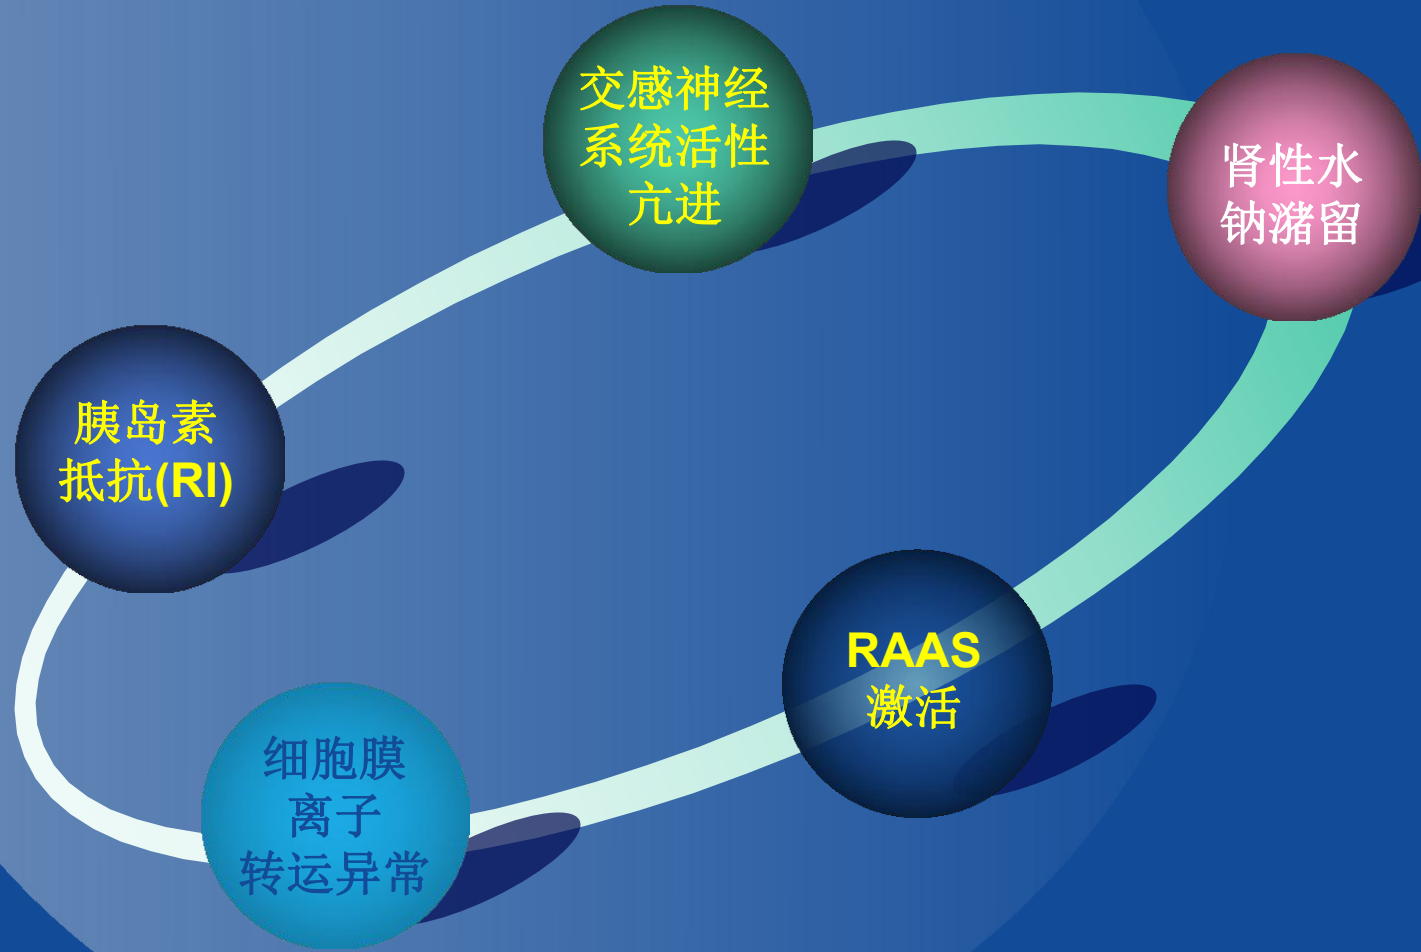 交感神经
系统活性
亢进
肾性水
钠潴留
胰岛素
抵抗(RI)
RAAS
激活
细胞膜
离子
转运异常